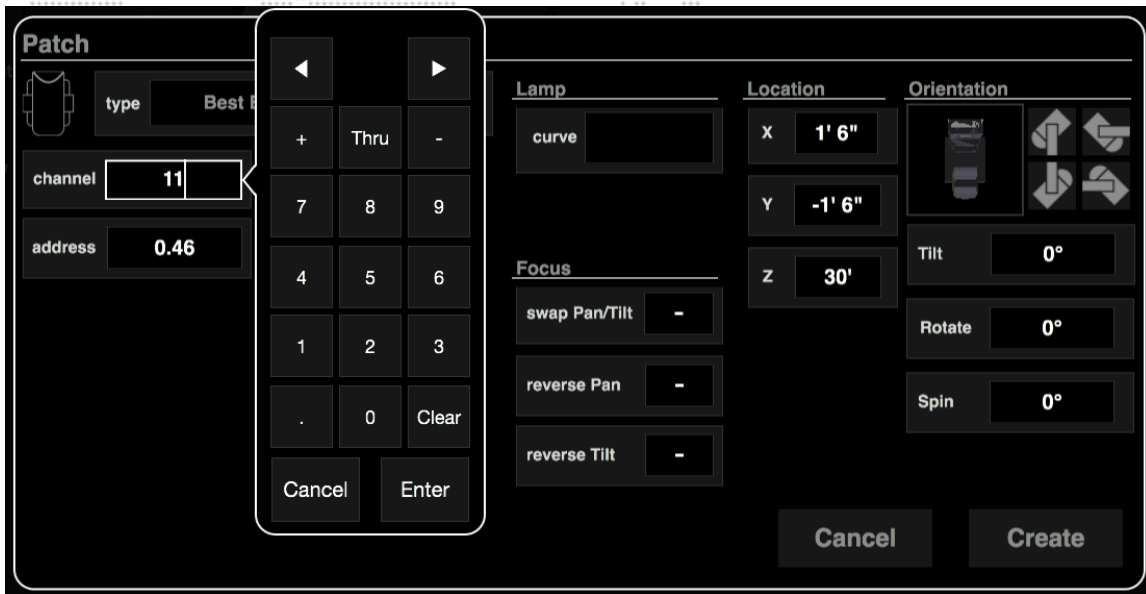 Patch
type Best
channel 11
address 0.46
+ Thru -
7 8 9
4 5 6
1 2 3
. 0 Clear
Cancel Enter
Lamp
curve
Focus
swap Pan/Tilt -
reverse Pan -
reverse Tilt -
Location
X 1' 6"
Y -1' 6"
Z 30'
Orientation
Tilt 0°
Rotate 0°
Spin 0°
Cancel Create